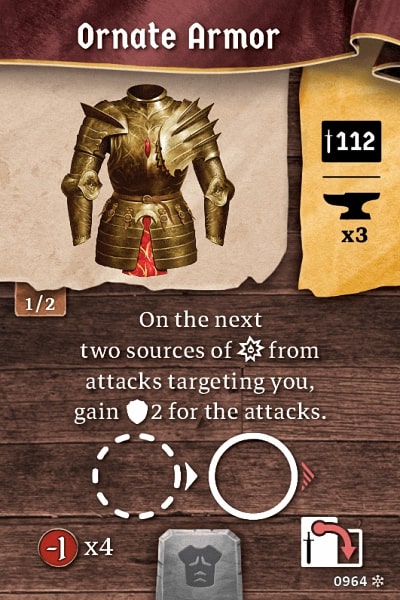 Ornate Armor
112
x3
1/2
On the next
two sources of from
attacks targeting you,
gain 2 for the attacks.
-1 x4
0964